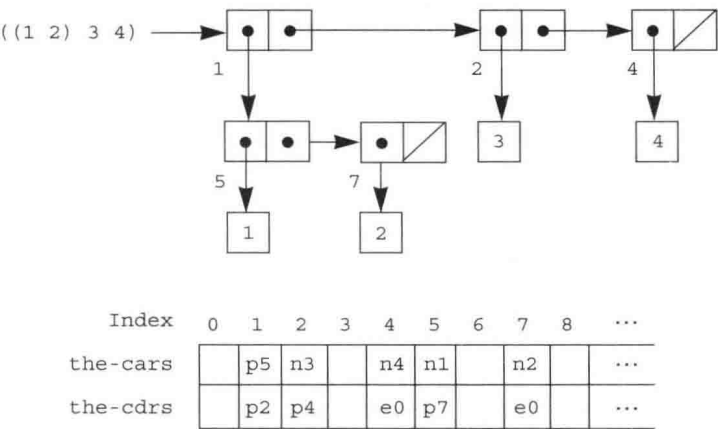 ((1 2) 3 4)
1
2
4
3
4
5
7
1
2
Index 0 1 2 3 4 5 6 7 8 ...
the-cars p5 n3 n4 n1 n2 ...
the-cdrs p2 p4 e0 p7 e0 ...